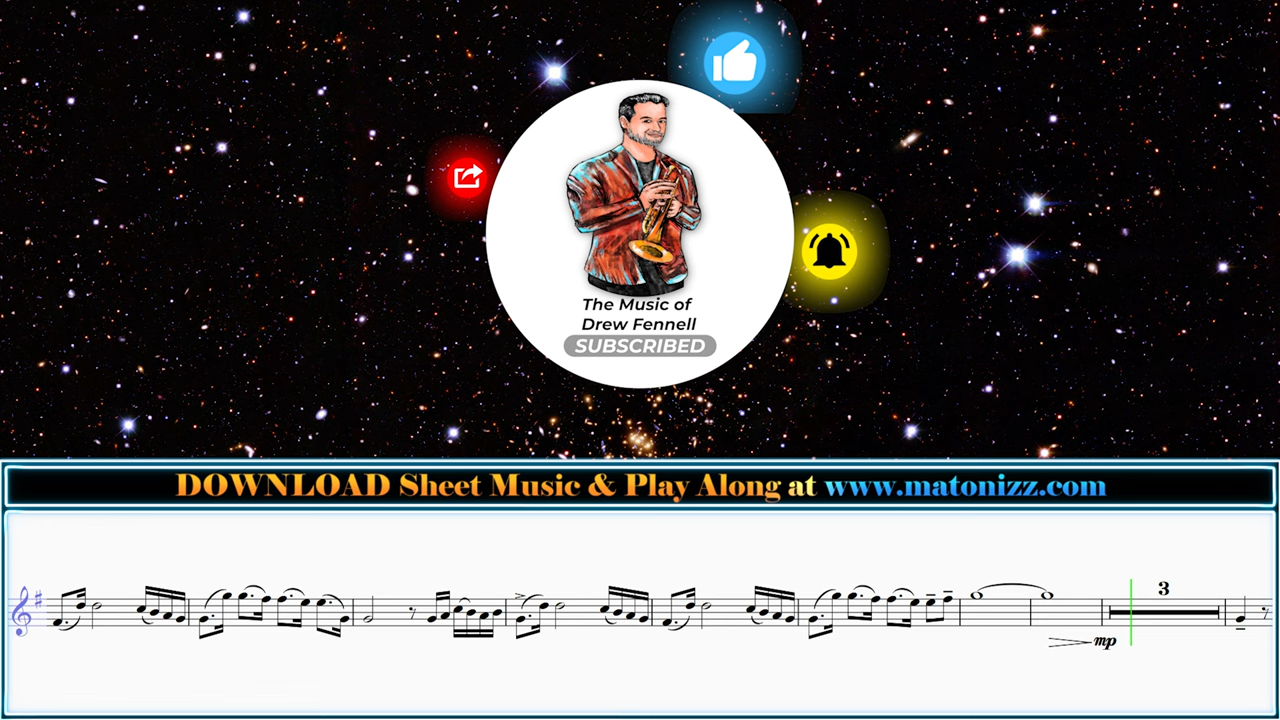 The Music of
Drew Fennell
SUBSCRIBED
DOWNLOAD Sheet Music & Play Along at www.matonizz.com
3
mp